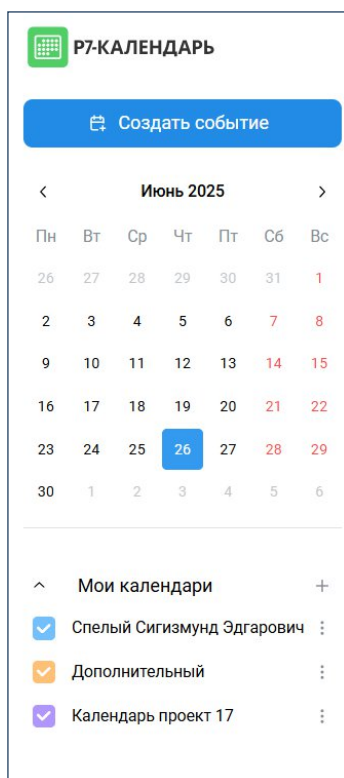 Р7-КАЛЕНДАРЬ
Создать событие
Июнь 2025
Пн Вт Ср Чт Пт Сб Вс
26 27 28 29 30 31 1
2 3 4 5 6 7 8
9 10 11 12 13 14 15
16 17 18 19 20 21 22
23 24 25 26 27 28 29
30 1 2 3 4 5 6
Мои календари
Спелый Сигизмунд Эдгарович
Дополнительный
Календарь проект 17